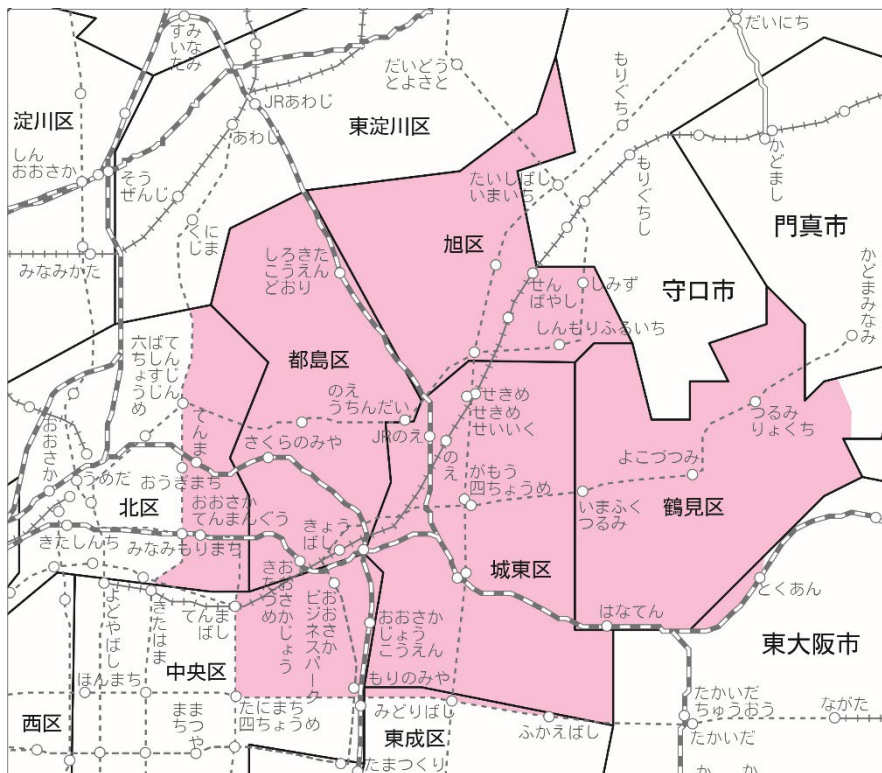 すいた
みなみ
だいにち
だいどう
とよさと
もりぐち
JRあわじ
あわじ
東淀川区
淀川区
しん
おおさか
そう
ぜんじ
もりぐちし
かどまし
たいしばし
いまいち
くにじま
門真市
旭区
しろきた
こうえん
どおり
みなみかた
せん
ばやし
しみず
守口市
かどまみなみ
しんもりふるいち
てんじん
ばしすじ
六ちょうめ
都島区
のえ
うちんだい
せきめ
せきめ
せいいく
つるみ
りょくち
てんま
さくらのみや
JRのえ
のえ
おおさか
うめだ
おうぎまち
がもう
四ちょうめ
よこづつみ
いまふく
つるみ
鶴見区
北区
おおさか
てんまんぐう
きたしんち
みなみもりまち
きょう
ばし
城東区
とくあん
おおさかじょう
きたづめ
おおさか
ビジネスパーク
おおさか
じょう
こうえん
はなてん
よどやばし
きたはま
てんま
ばし
中央区
東大阪市
ほんまち
もりのみや
たにまち
四ちょうめ
みどりばし
たかいだ
ちゅうおう
ながた
西区
まつや
まち
東成区
ふかえばし
たかいだ
たまつくり